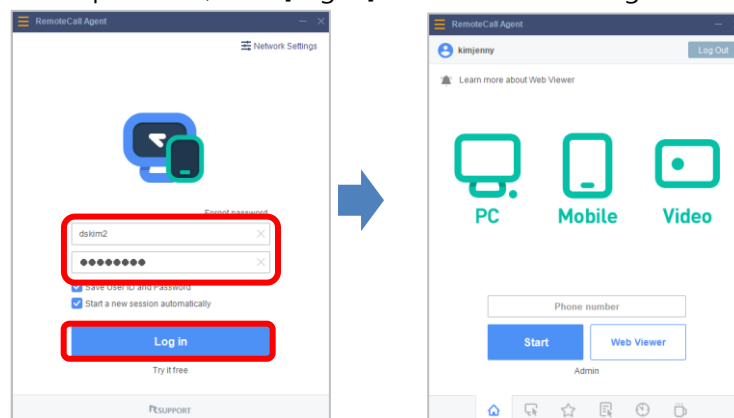 RemoteCall Agent
Network Settings
Forgot password
dskim2
●●●●●●●●
Save User ID and Password
Start a new session automatically
Log in
Try it free
RSUPPORT
RemoteCall Agent
kimjenny
Log Out
Learn more about Web Viewer
PC
Mobile
Video
Phone number
Start
Web Viewer
Admin